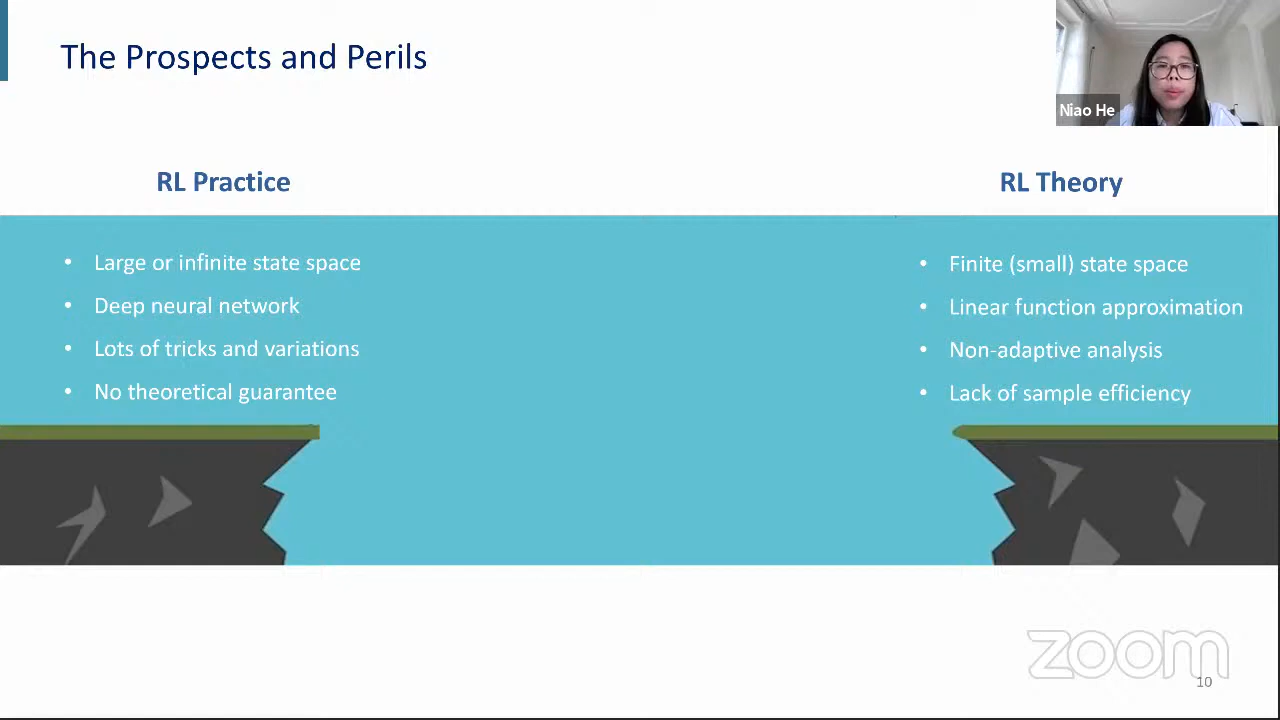 The Prospects and Perils
Niao He
RL Practice
RL Theory
• Large or infinite state space
• Deep neural network
• Lots of tricks and variations
• No theoretical guarantee
• Finite (small) state space
• Linear function approximation
• Non-adaptive analysis
• Lack of sample efficiency
zoom
10